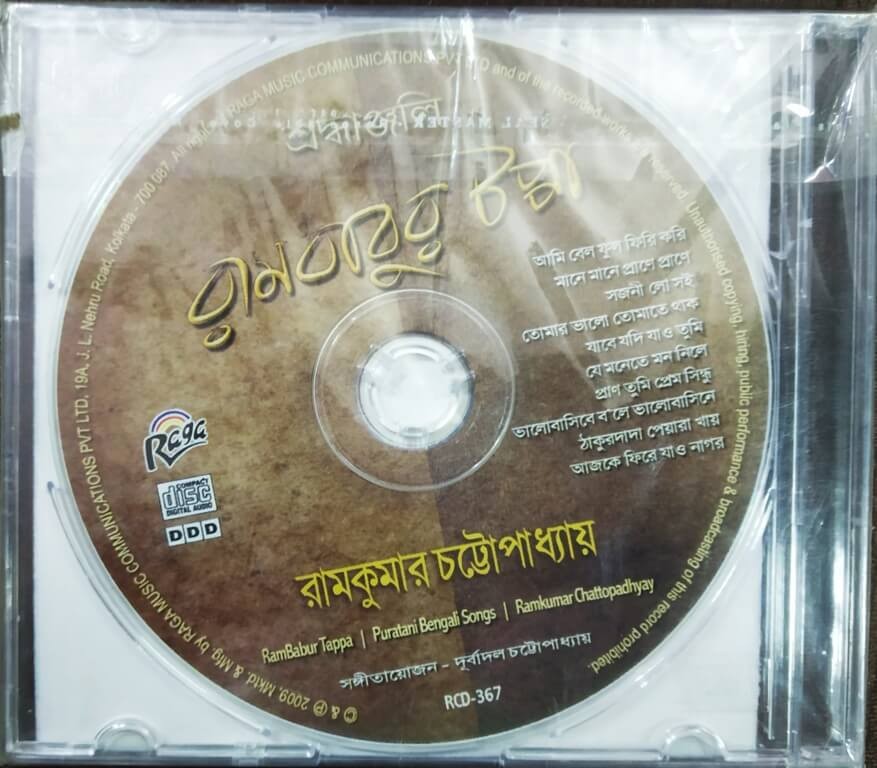 শ্রদ্ধাঞ্জলি
রামবাবুর টপ্পা
আমি বেল ফুল ফিরি করি
মানে মানে প্রাণে প্রাণে
সজনী লো সই
তোমার ভালো তোমাতে থাক
যাবে যদি যাও তুমি
যে মনেতে মন নিলে
প্রাণ তুমি প্রেম সিন্ধু
ভালোবাসিবে ব'লে ভালোবাসিনে
ঠাকুরদাদা পেয়ারা খায়
আজকে ফিরে যাও নাগর
Raga
COMPACT
disc
DIGITAL AUDIO
DDD
রামকুমার চট্টোপাধ্যায়
RamBabur Tappa | Puratani Bengali Songs | Ramkumar Chattopadhyay
সঙ্গীতায়োজন - দূর্বাদল চট্টোপাধ্যায়
RCD-367
© & ℗ 2009, Mktd. & Mfg. by RAGA MUSIC COMMUNICATIONS PVT LTD. 19A, J. L. Nehru Road, Kolkata - 700 087. All rights of RAGA MUSIC COMMUNICATIONS PVT LTD and of the recorded works reserved. Unauthorised copying, hiring, public performance & broadcasting of this record prohibited.